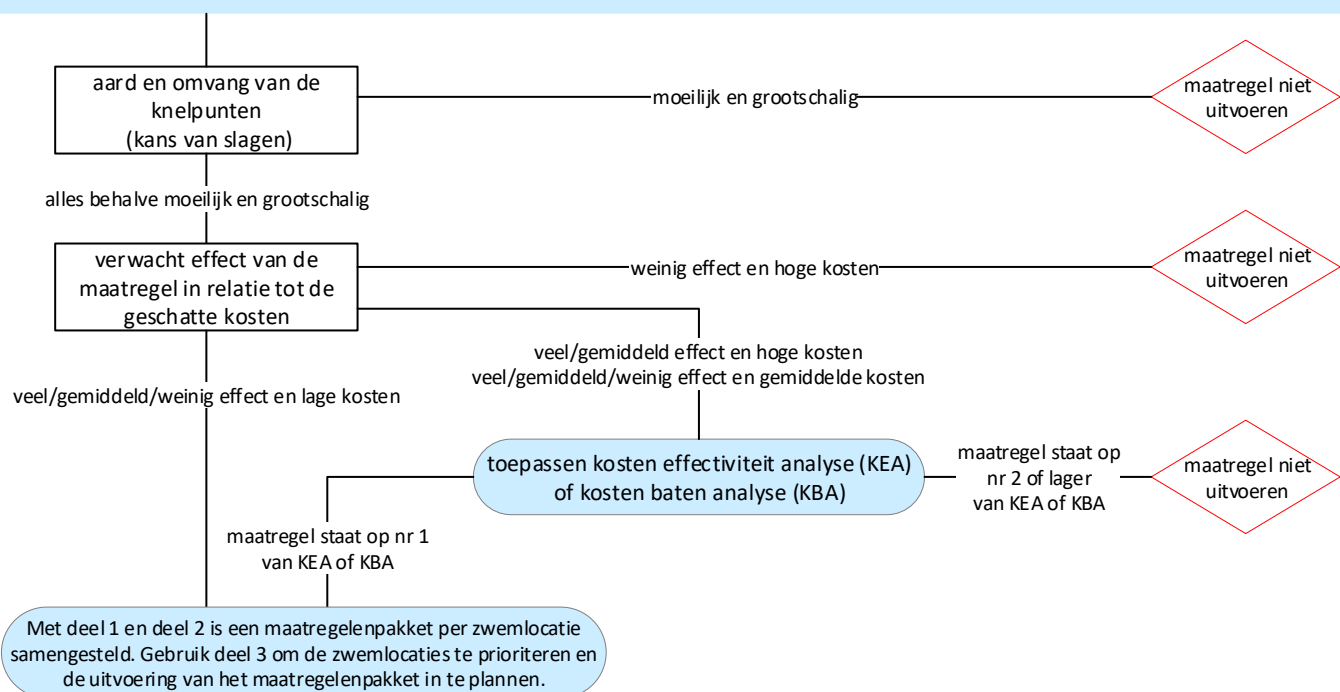 aard en omvang van de
knelpunten
(kans van slagen)
moeilijk en grootschalig
maatregel niet
uitvoeren
alles behalve moeilijk en grootschalig
verwacht effect van de
maatregel in relatie tot de
geschatte kosten
weinig effect en hoge kosten
maatregel niet
uitvoeren
veel/gemiddeld effect en hoge kosten
veel/gemiddeld/weinig effect en gemiddelde kosten
veel/gemiddeld/weinig effect en lage kosten
toepassen kosten effectiviteit analyse (KEA)
of kosten baten analyse (KBA)
maatregel staat op
nr 2 of lager
van KEA of KBA
maatregel niet
uitvoeren
maatregel staat op nr 1
van KEA of KBA
Met deel 1 en deel 2 is een maatregelenpakket per zwemlocatie
samengesteld. Gebruik deel 3 om de zwemlocaties te prioriteren en
de uitvoering van het maatregelenpakket in te plannen.